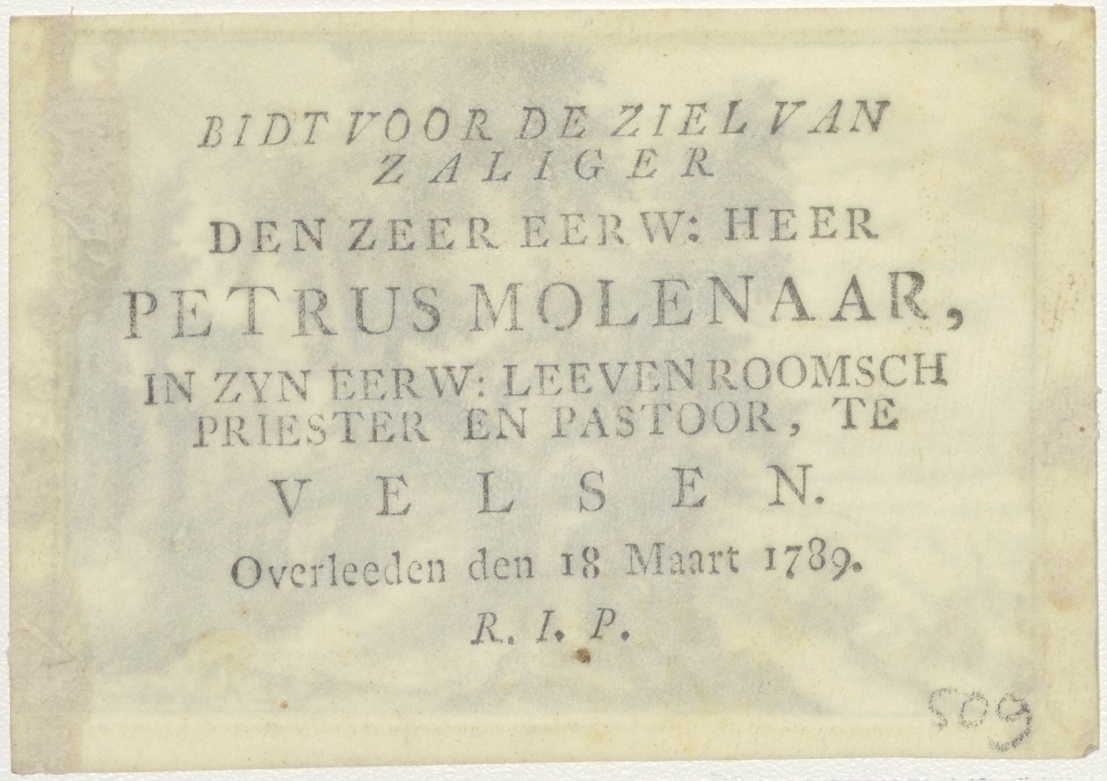 BIDT VOOR DE ZIEL VAN
ZALIGER
DEN ZEER EERW: HEER
PETRUS MOLENAAR,
IN ZYN EERW: LEEVEN ROOMSCH
PRIESTER EN PASTOOR, TE
VELSEN.
Overleeden den 18 Maart 1789.
R. I. P.
509